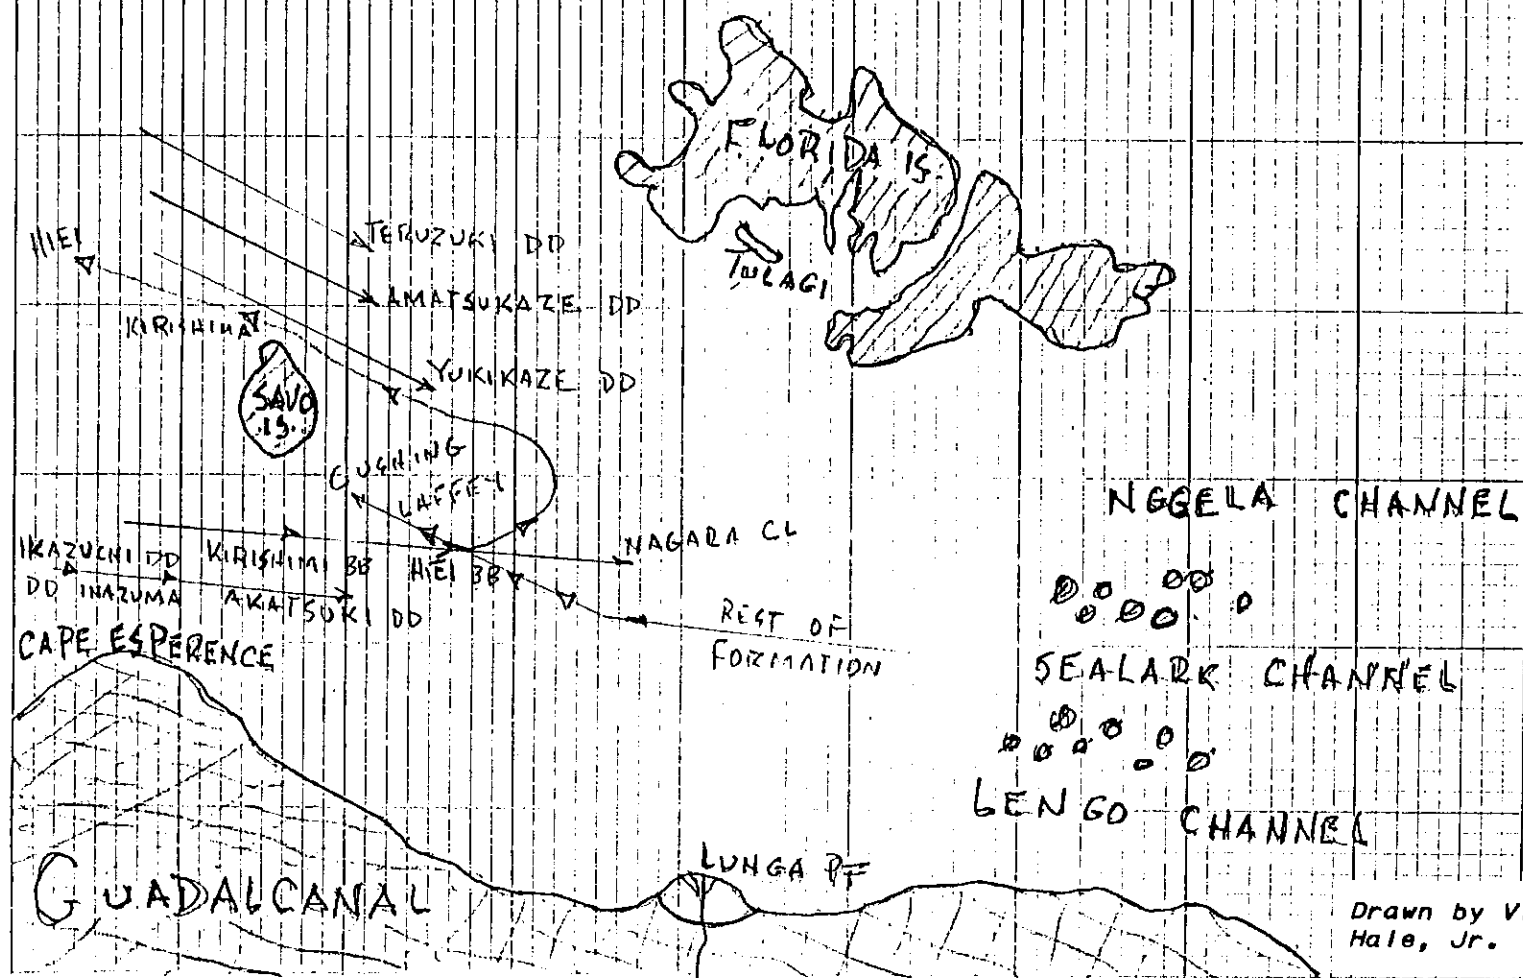 FLORIDA IS.
TULAGI
HIEI
TERUZUKI DD
AMATSUKAZE DD
KIRISHIMA
YUKIKAZE DD
SAVO
IS.
CUSHING
LAFFEY
NGGELA CHANNEL
IKAZUCHI DD
KIRISHIMI BB
HIEI BB
NAGARA CL
DD INAZUMA
AKATSUKI DD
REST OF
FORMATION
CAPE ESPERENCE
SEALARK CHANNEL
LENGO CHANNEL
LUNGA PT
GUADALCANAL
Drawn by V
Hale, Jr.